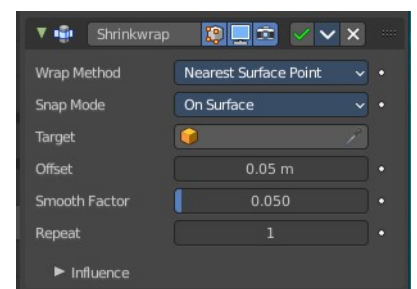 Shrinkwrap
Wrap Method Nearest Surface Point
Snap Mode On Surface
Target
Offset 0.05 m
Smooth Factor 0.050
Repeat 1
Influence